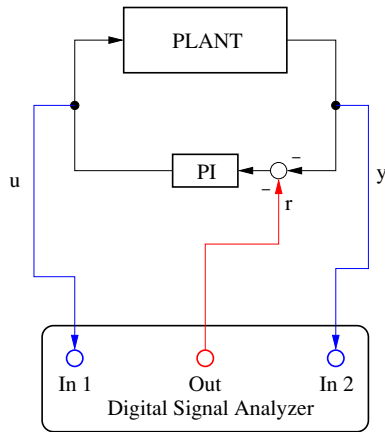 PLANT
u
PI
−
−
r
y
In 1
Out
In 2
Digital Signal Analyzer